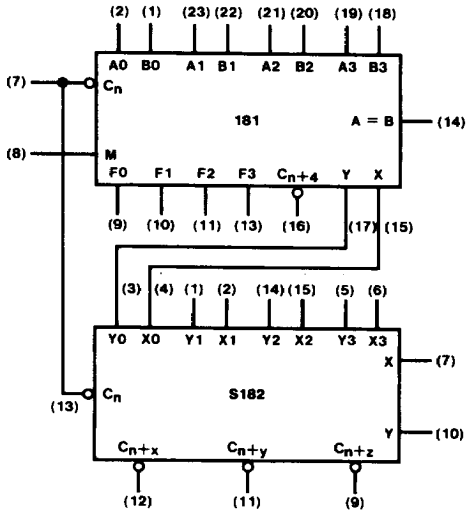 (2) (1) (23) (22) (21) (20) (19) (18)
A0 B0 A1 B1 A2 B2 A3 B3
(7) Cn
181 A = B (14)
(8) M
F0 F1 F2 F3 Cn+4 Y X
(9) (10) (11) (13) (16) (17) (15)
(3) (4) (1) (2) (14) (15) (5) (6)
Y0 X0 Y1 X1 Y2 X2 Y3 X3
X (7)
(13) Cn S182
Y (10)
Cn+x Cn+y Cn+z
(12) (11) (9)